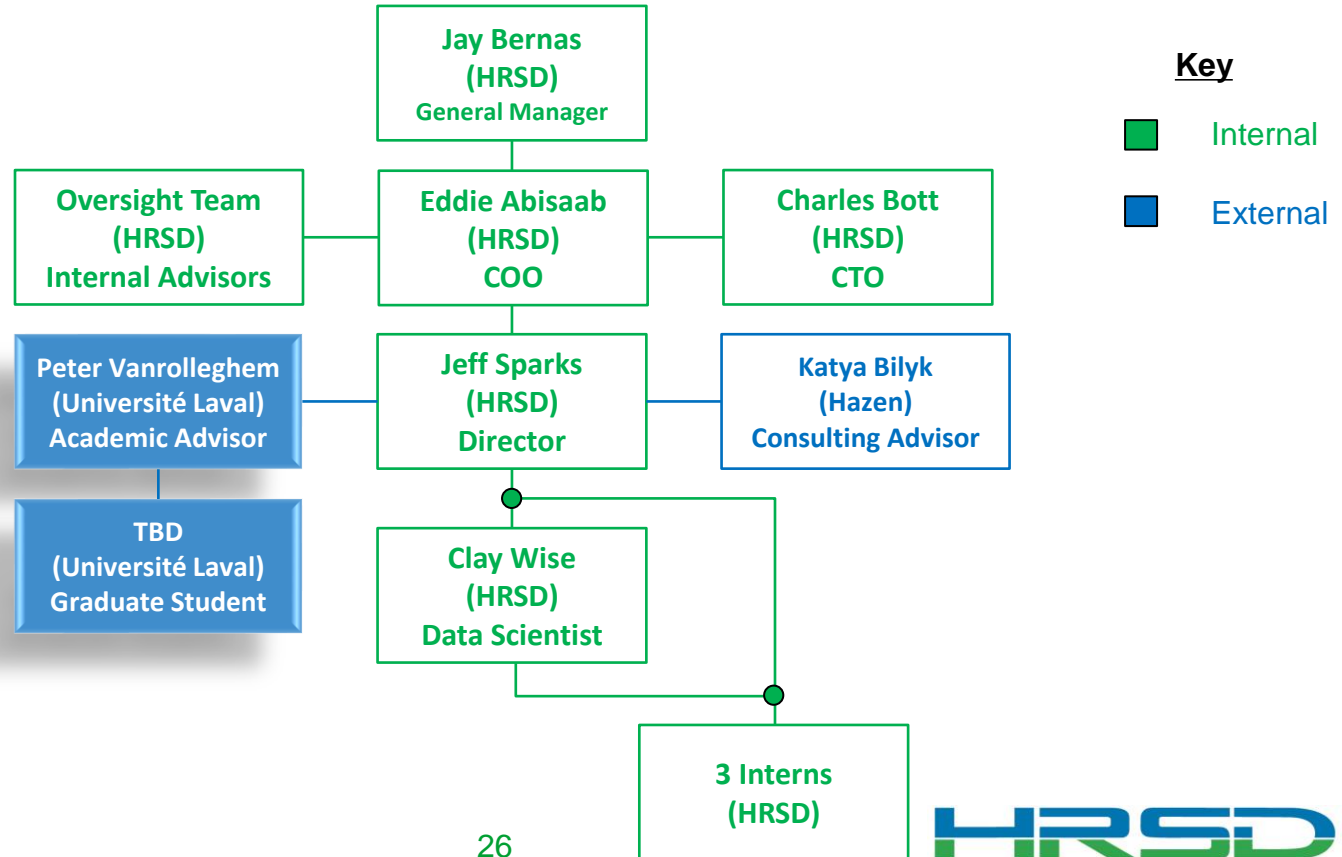 Jay Bernas
(HRSD)
General Manager
Key
Internal
External
Oversight Team
(HRSD)
Internal Advisors
Eddie Abisaab
(HRSD)
COO
Charles Bott
(HRSD)
CTO
Peter Vanrolleghem
(Université Laval)
Academic Advisor
Jeff Sparks
(HRSD)
Director
Katya Bilyk
(Hazen)
Consulting Advisor
TBD
(Université Laval)
Graduate Student
Clay Wise
(HRSD)
Data Scientist
3 Interns
(HRSD)
26
HRSD